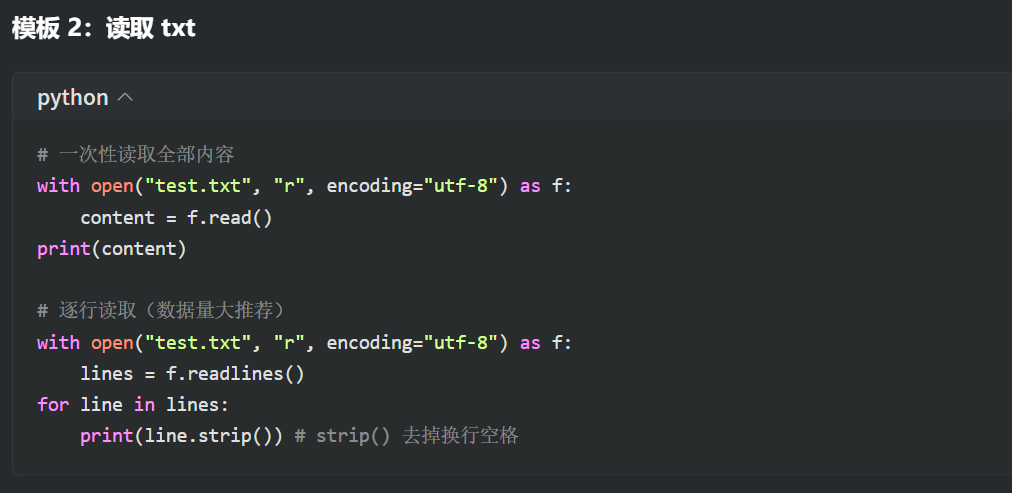 模板 2：读取 txt
python
# 一次性读取全部内容
with open("test.txt", "r", encoding="utf-8") as f:
    content = f.read()
print(content)
# 逐行读取（数据量大推荐）
with open("test.txt", "r", encoding="utf-8") as f:
    lines = f.readlines()
for line in lines:
    print(line.strip()) # strip() 去掉换行空格